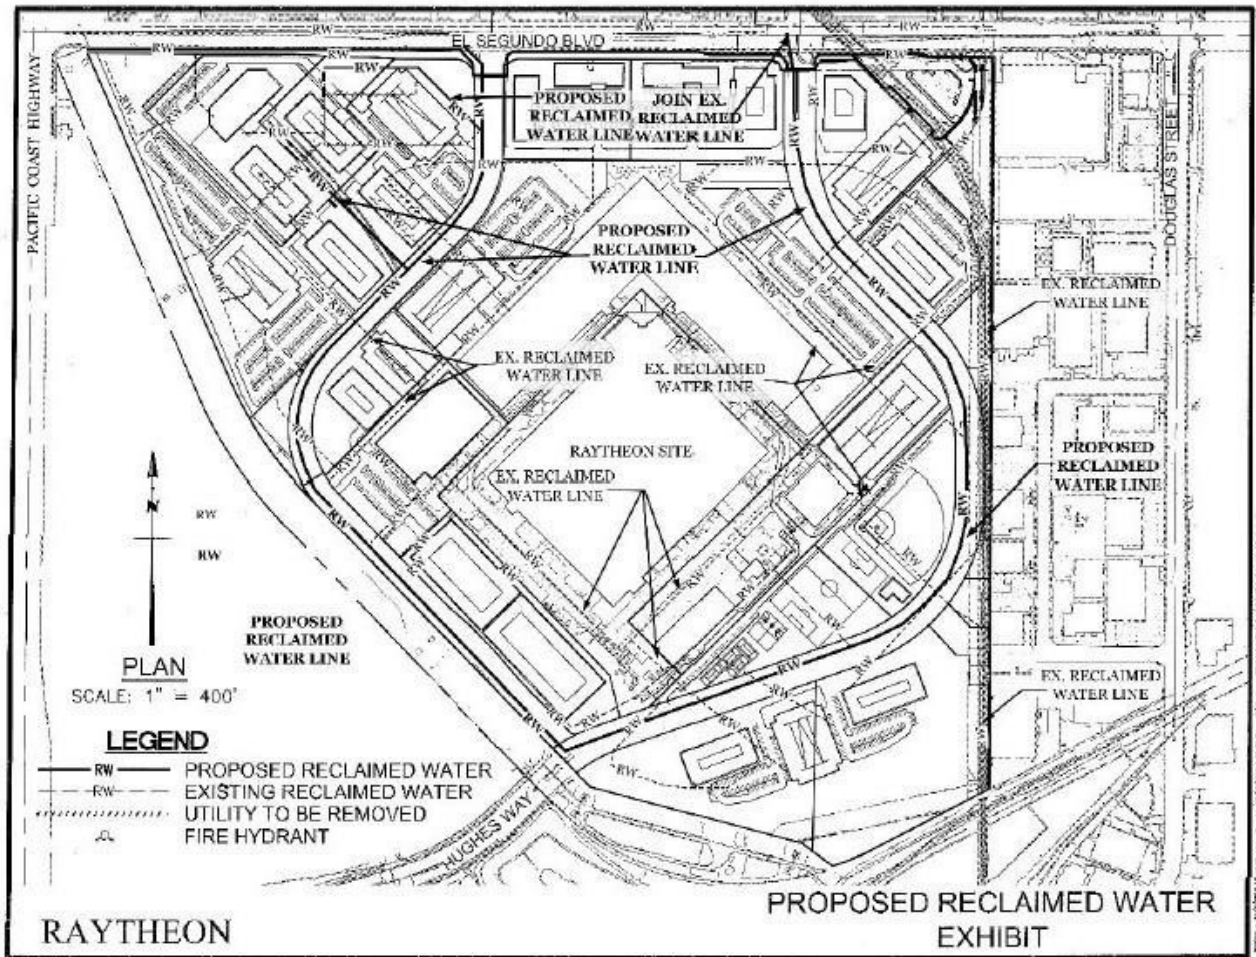 EL SEGUNDO BLVD
PACIFIC COAST HIGHWAY
DOUGLAS STREET
RW
PROPOSED
RECLAIMED
WATER LINE
JOIN EX.
RECLAIMED
WATER LINE
PROPOSED
RECLAIMED
WATER LINE
EX. RECLAIMED
WATER LINE
EX. RECLAIMED
WATER LINE
EX. RECLAIMED
WATER LINE
RAYTHEON SITE
EX. RECLAIMED
WATER LINE
PROPOSED
RECLAIMED
WATER LINE
N
RW
RW
PROPOSED
RECLAIMED
WATER LINE
PLAN
SCALE: 1" = 400'
EX. RECLAIMED
WATER LINE
LEGEND
RW PROPOSED RECLAIMED WATER
RW EXISTING RECLAIMED WATER
UTILITY TO BE REMOVED
FIRE HYDRANT
HUGHES WAY
RAYTHEON
PROPOSED RECLAIMED WATER
EXHIBIT